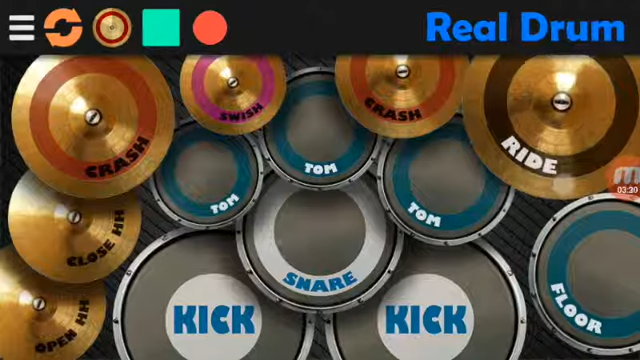 Real Drum
CRASH
SWISH
CRASH
RIDE
TOM
TOM
TOM
03:20
CLOSE HH
SNARE
OPEN HH
KICK
KICK
FLOOR